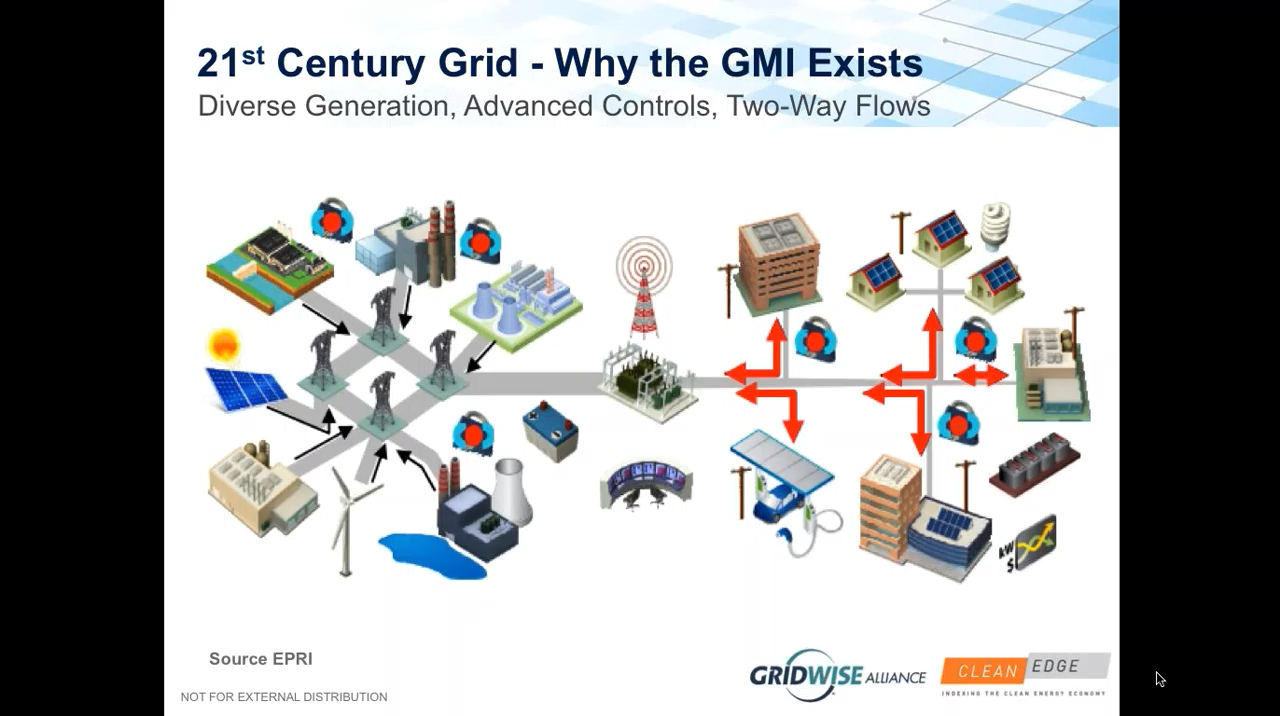 21st Century Grid - Why the GMI Exists
Diverse Generation, Advanced Controls, Two-Way Flows
kW
$
Source EPRI
NOT FOR EXTERNAL DISTRIBUTION
GRIDWISE ALLIANCE
CLEAN EDGE
INDEXING THE CLEAN ENERGY ECONOMY